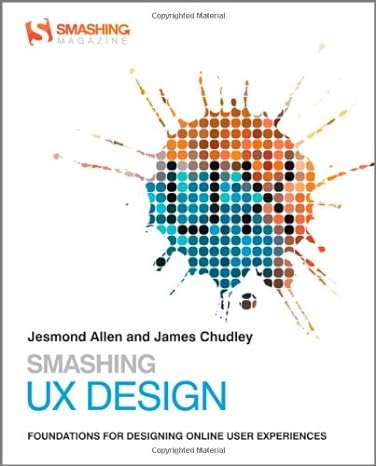 Copyrighted Material
SMASHING
MAGAZINE
UX
Jesmond Allen and James Chudley
SMASHING
UX DESIGN
FOUNDATIONS FOR DESIGNING ONLINE USER EXPERIENCES
Copyrighted Material